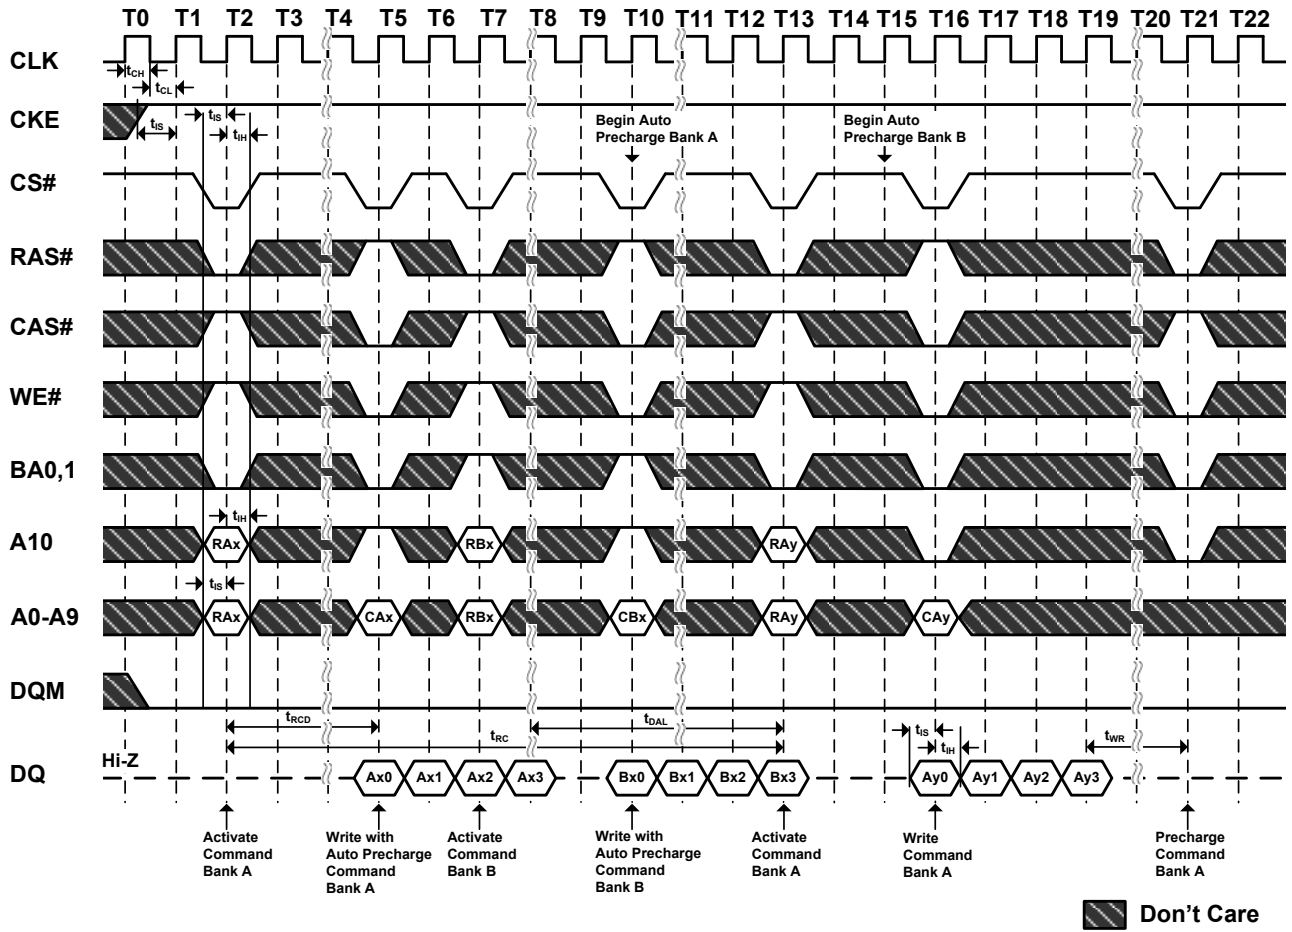 T0 T1 T2 T3 T4 T5 T6 T7 T8 T9 T10 T11 T12 T13 T14 T15 T16 T17 T18 T19 T20 T21 T22
CLK
tCH
tCL
CKE
tIS
tIS
tIH
Begin Auto
Precharge Bank A
Begin Auto
Precharge Bank B
CS#
RAS#
CAS#
WE#
BA0,1
tIH
A10
RAx RBx RAy
tIS
A0-A9
RAx CAx RBx CBx RAy CAy
DQM
tRCD
tDAL
tRC
tIS
tIH
tWR
Hi-Z
DQ
Ax0 Ax1 Ax2 Ax3 Bx0 Bx1 Bx2 Bx3 Ay0 Ay1 Ay2 Ay3
Activate
Command
Bank A
Write with
Auto Precharge
Command
Bank A
Activate
Command
Bank B
Write with
Auto Precharge
Command
Bank B
Activate
Command
Bank A
Write
Command
Bank A
Precharge
Command
Bank A
Don't Care